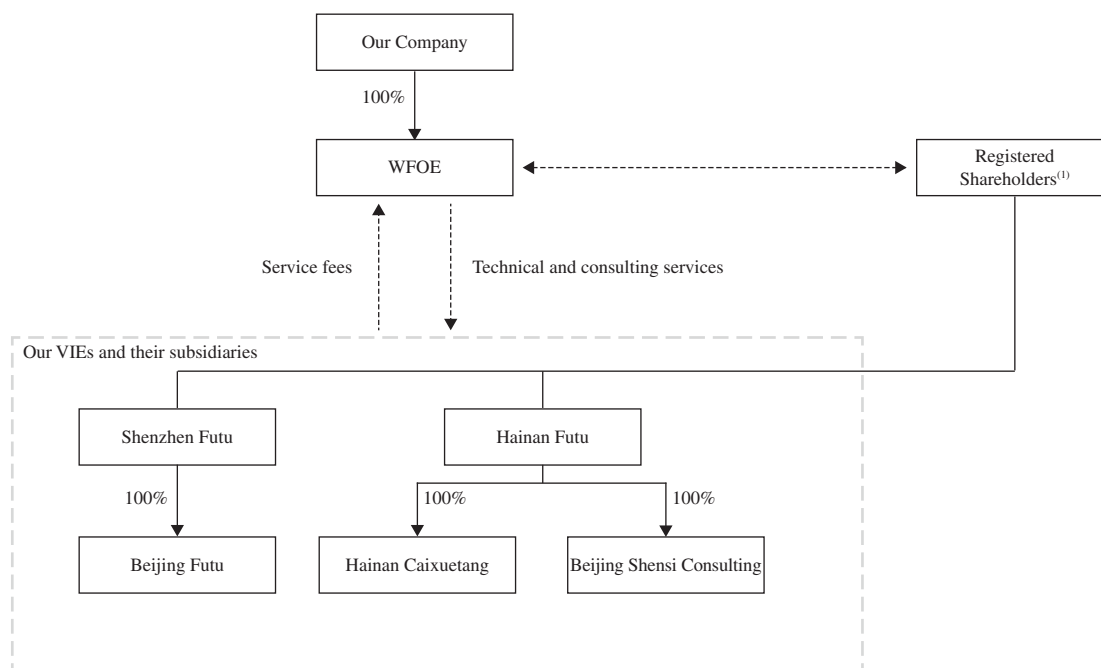 Our Company
100%
WFOE
Registered
Shareholders(1)
Service fees
Technical and consulting services
Our VIEs and their subsidiaries
Shenzhen Futu
Hainan Futu
100%
100%
100%
Beijing Futu
Hainan Caixuetang
Beijing Shensi Consulting